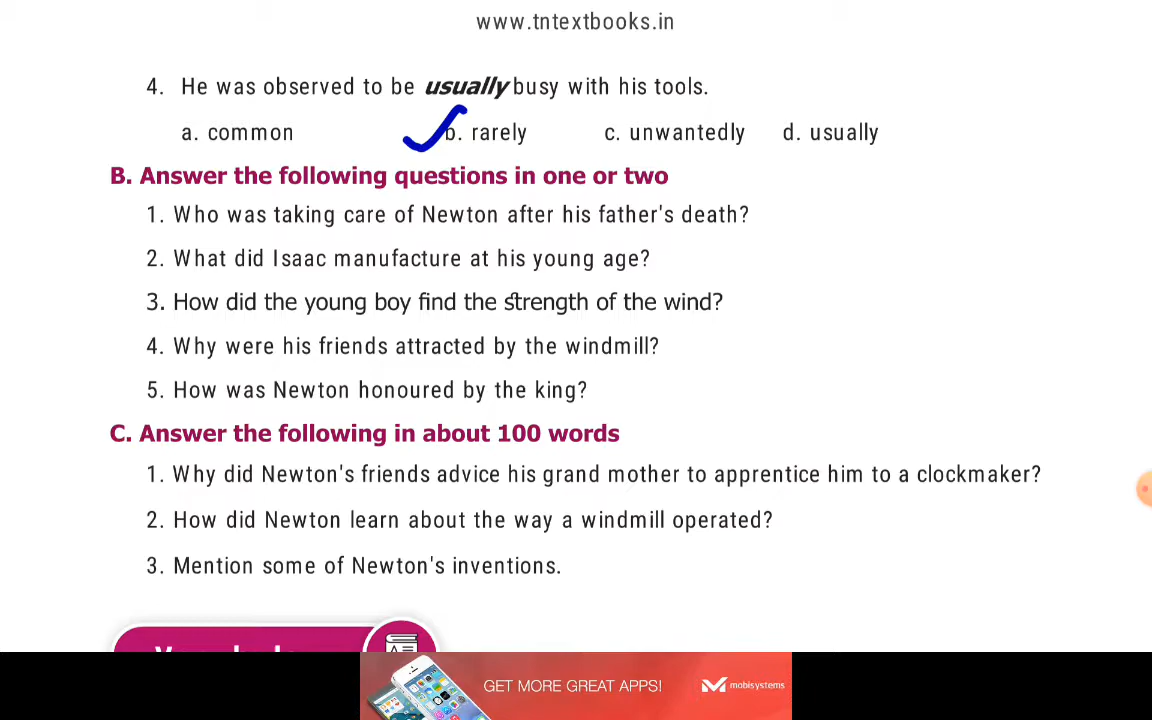 www.tntextbooks.in
4. He was observed to be usually busy with his tools.
a. common b. rarely c. unwantedly d. usually
B. Answer the following questions in one or two
1. Who was taking care of Newton after his father's death?
2. What did Isaac manufacture at his young age?
3. How did the young boy find the strength of the wind?
4. Why were his friends attracted by the windmill?
5. How was Newton honoured by the king?
C. Answer the following in about 100 words
1. Why did Newton's friends advice his grand mother to apprentice him to a clockmaker?
2. How did Newton learn about the way a windmill operated?
3. Mention some of Newton's inventions.
GET MORE GREAT APPS! mobisystems